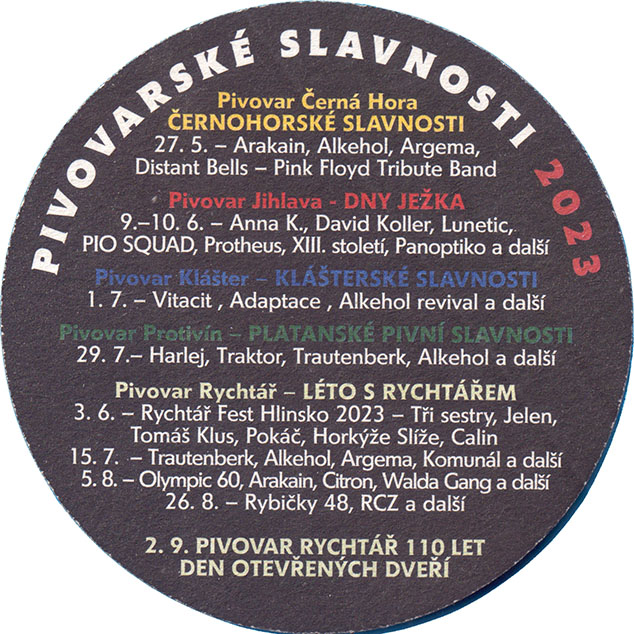 PIVOVARSKÉ SLAVNOSTI 2023
Pivovar Černá Hora
ČERNOHORSKÉ SLAVNOSTI
27. 5. – Arakain, Alkehol, Argema,
Distant Bells – Pink Floyd Tribute Band
Pivovar Jihlava - DNY JEŽKA
9.–10. 6. – Anna K., David Koller, Lunetic,
PIO SQUAD, Protheus, XIII. století, Panoptiko a další
Pivovar Klášter – KLÁŠTERSKÉ SLAVNOSTI
1. 7. – Vitacit , Adaptace , Alkehol revival a další
Pivovar Protivín – PLATANSKÉ PIVNÍ SLAVNOSTI
29. 7.– Harlej, Traktor, Trautenberk, Alkehol a další
Pivovar Rychtář – LÉTO S RYCHTÁŘEM
3. 6. – Rychtář Fest Hlinsko 2023 – Tři sestry, Jelen,
Tomáš Klus, Pokáč, Horkýže Slíže, Calin
15. 7. – Trautenberk, Alkehol, Argema, Komunál a další
5. 8. – Olympic 60, Arakain, Citron, Walda Gang a další
26. 8. – Rybičky 48, RCZ a další
2. 9. PIVOVAR RYCHTÁŘ 110 LET
DEN OTEVŘENÝCH DVEŘÍ